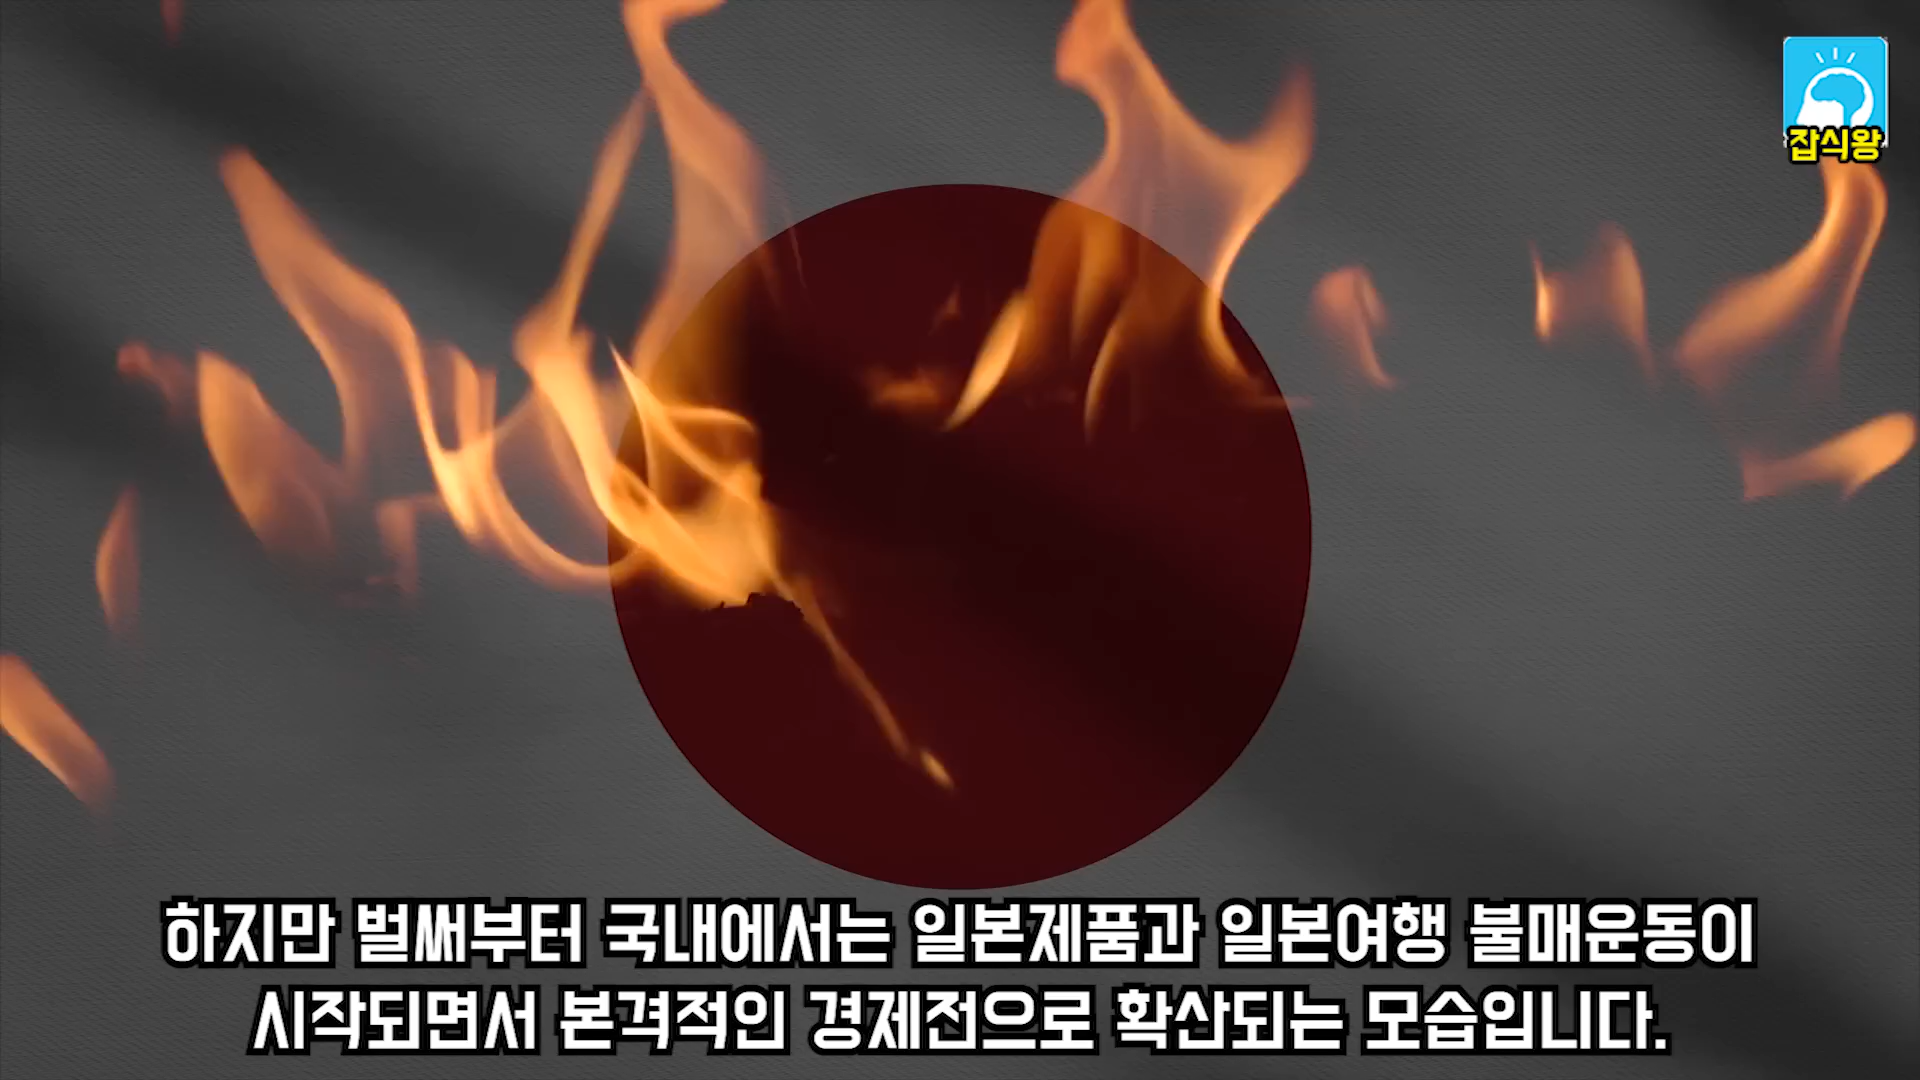 잡식왕
하지만 벌써부터 국내에서는 일본제품과 일본여행 불매운동이
시작되면서 본격적인 경제전으로 확산되는 모습입니다.